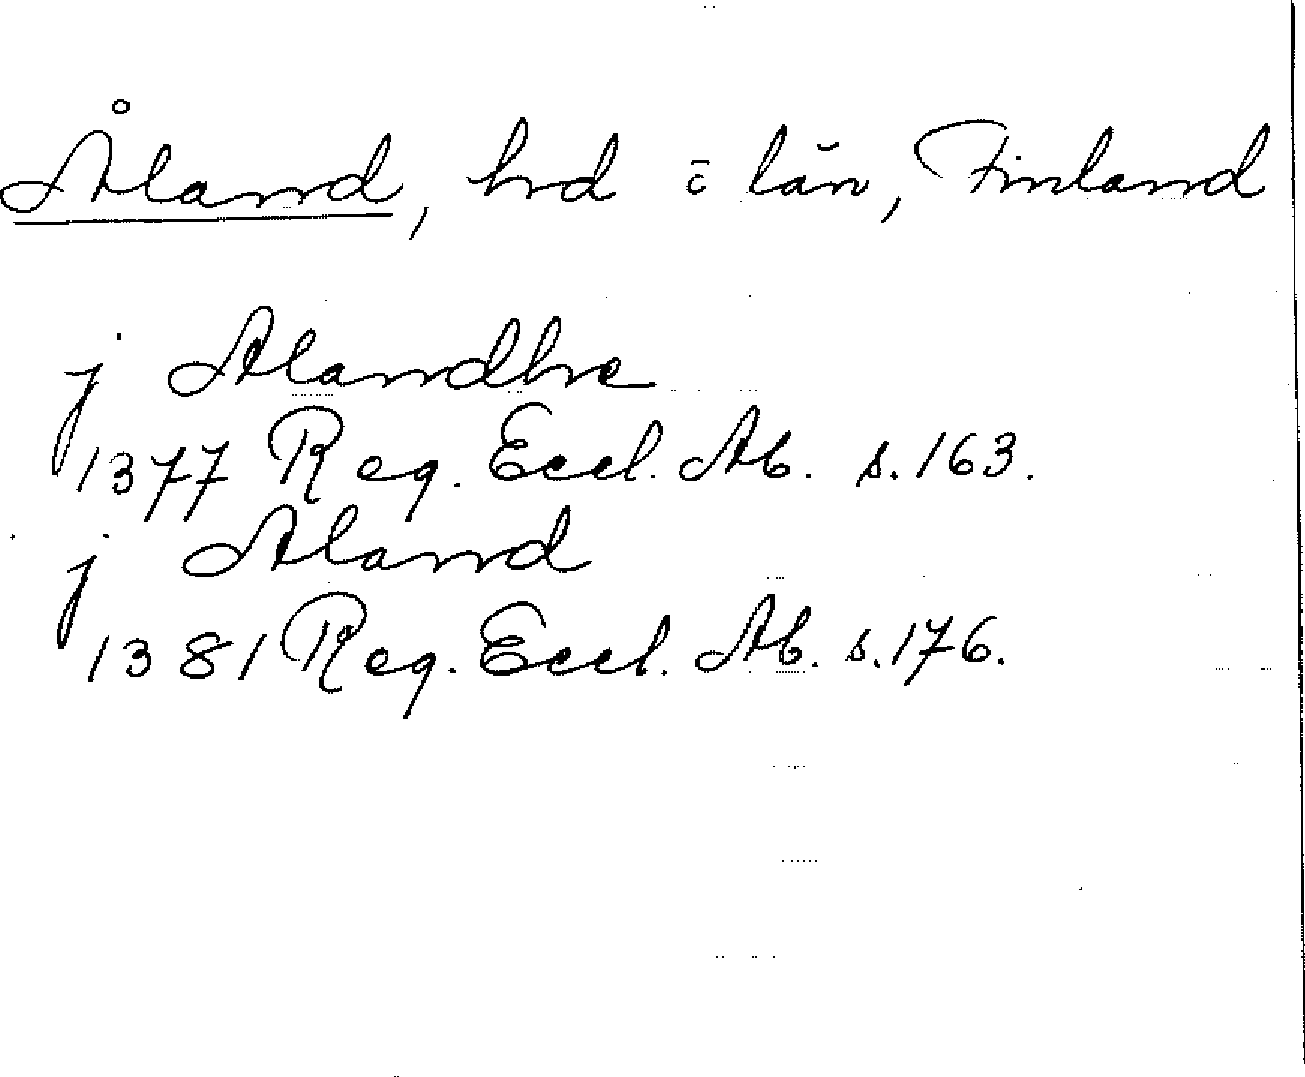 Åland, hd o län, Finland
j Alandhe
1377 Reg. Eccl. Ab. s. 163.
j Aland
1381 Reg. Eccl. Ab. s. 176.